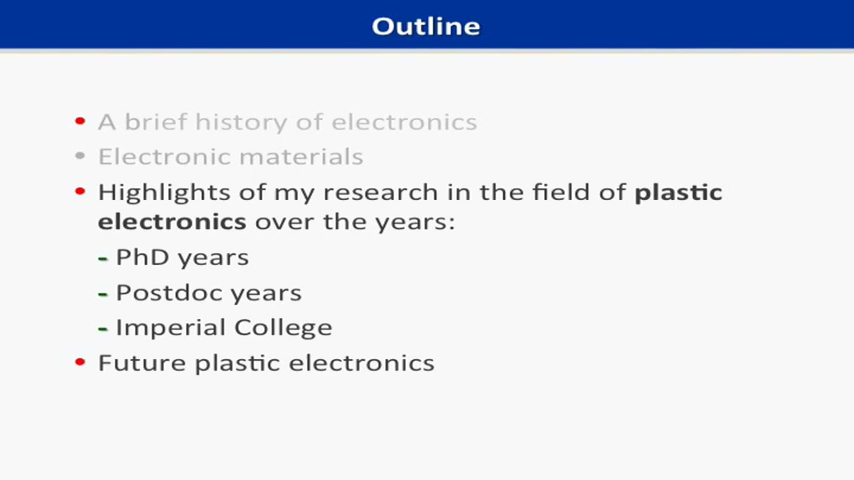 Outline
• A brief history of electronics
• Electronic materials
• Highlights of my research in the field of plastic
electronics over the years:
- PhD years
- Postdoc years
- Imperial College
• Future plastic electronics